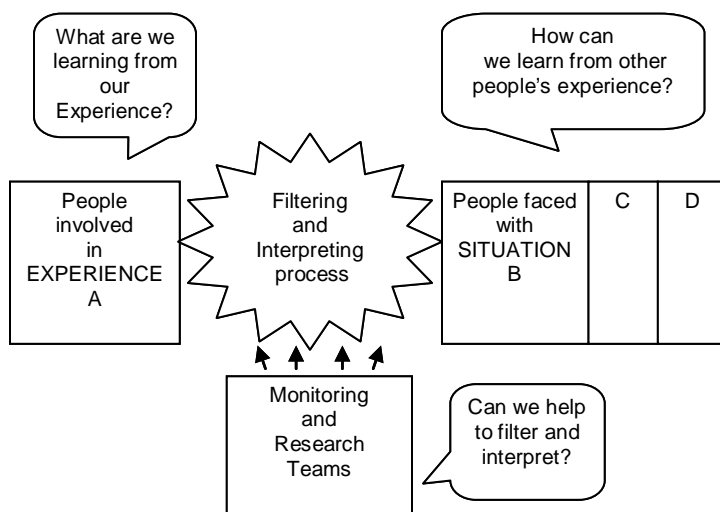 What are we
learning from
our
Experience?
How can
we learn from other
people's experience?
People
involved
in
EXPERIENCE
A
Filtering
and
Interpreting
process
People faced
with
SITUATION
B
C
D
Monitoring
and
Research
Teams
Can we help
to filter and
interpret?